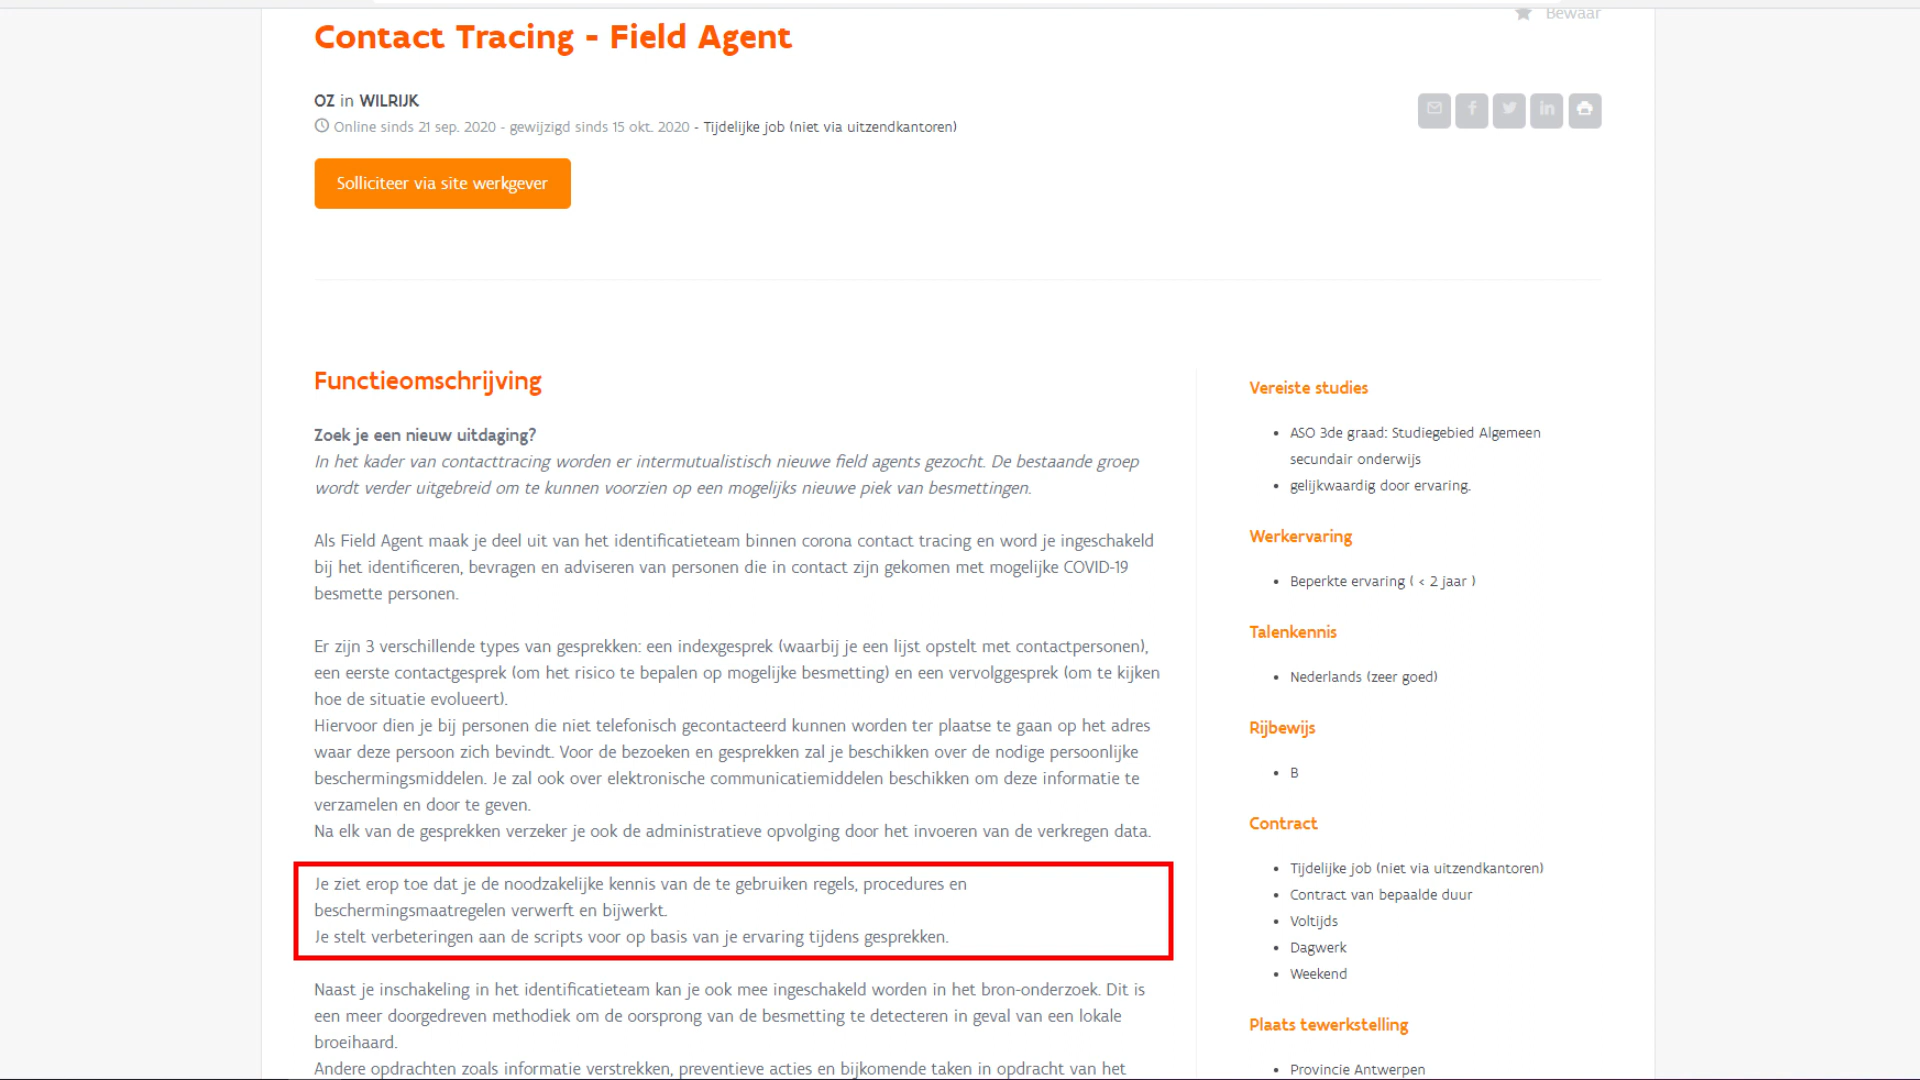 Bewaar
Contact Tracing - Field Agent
OZ in WILRIJK
Online sinds 21 sep. 2020 - gewijzigd sinds 15 okt. 2020 - Tijdelijke job (niet via uitzendkantoren)
Solliciteer via site werkgever
Functieomschrijving
Zoek je een nieuw uitdaging?
In het kader van contacttracing worden er intermutualistisch nieuwe field agents gezocht. De bestaande groep
wordt verder uitgebreid om te kunnen voorzien op een mogelijks nieuwe piek van besmettingen.
Als Field Agent maak je deel uit van het identificatieteam binnen corona contact tracing en word je ingeschakeld
bij het identificeren, bevragen en adviseren van personen die in contact zijn gekomen met mogelijke COVID-19
besmette personen.
Er zijn 3 verschillende types van gesprekken: een indexgesprek (waarbij je een lijst opstelt met contactpersonen),
een eerste contactgesprek (om het risico te bepalen op mogelijke besmetting) en een vervolggesprek (om te kijken
hoe de situatie evolueert).
Hiervoor dien je bij personen die niet telefonisch gecontacteerd kunnen worden ter plaatse te gaan op het adres
waar deze persoon zich bevindt. Voor de bezoeken en gesprekken zal je beschikken over de nodige persoonlijke
beschermingsmiddelen. Je zal ook over elektronische communicatiemiddelen beschikken om deze informatie te
verzamelen en door te geven.
Na elk van de gesprekken verzeker je ook de administratieve opvolging door het invoeren van de verkregen data.
Je ziet erop toe dat je de noodzakelijke kennis van de te gebruiken regels, procedures en
beschermingsmaatregelen verwerft en bijwerkt.
Je stelt verbeteringen aan de scripts voor op basis van je ervaring tijdens gesprekken.
Naast je inschakeling in het identificatieteam kan je ook mee ingeschakeld worden in het bron-onderzoek. Dit is
een meer doorgedreven methodiek om de oorsprong van de besmetting te detecteren in geval van een lokale
broeihaard.
Andere opdrachten zoals informatie verstrekken, preventieve acties en bijkomende taken in opdracht van het
Vereiste studies
ASO 3de graad: Studiegebied Algemeen
secundair onderwijs
gelijkwaardig door ervaring.
Werkervaring
Beperkte ervaring ( < 2 jaar )
Talenkennis
Nederlands (zeer goed)
Rijbewijs
B
Contract
Tijdelijke job (niet via uitzendkantoren)
Contract van bepaalde duur
Voltijds
Dagwerk
Weekend
Plaats tewerkstelling
Provincie Antwerpen